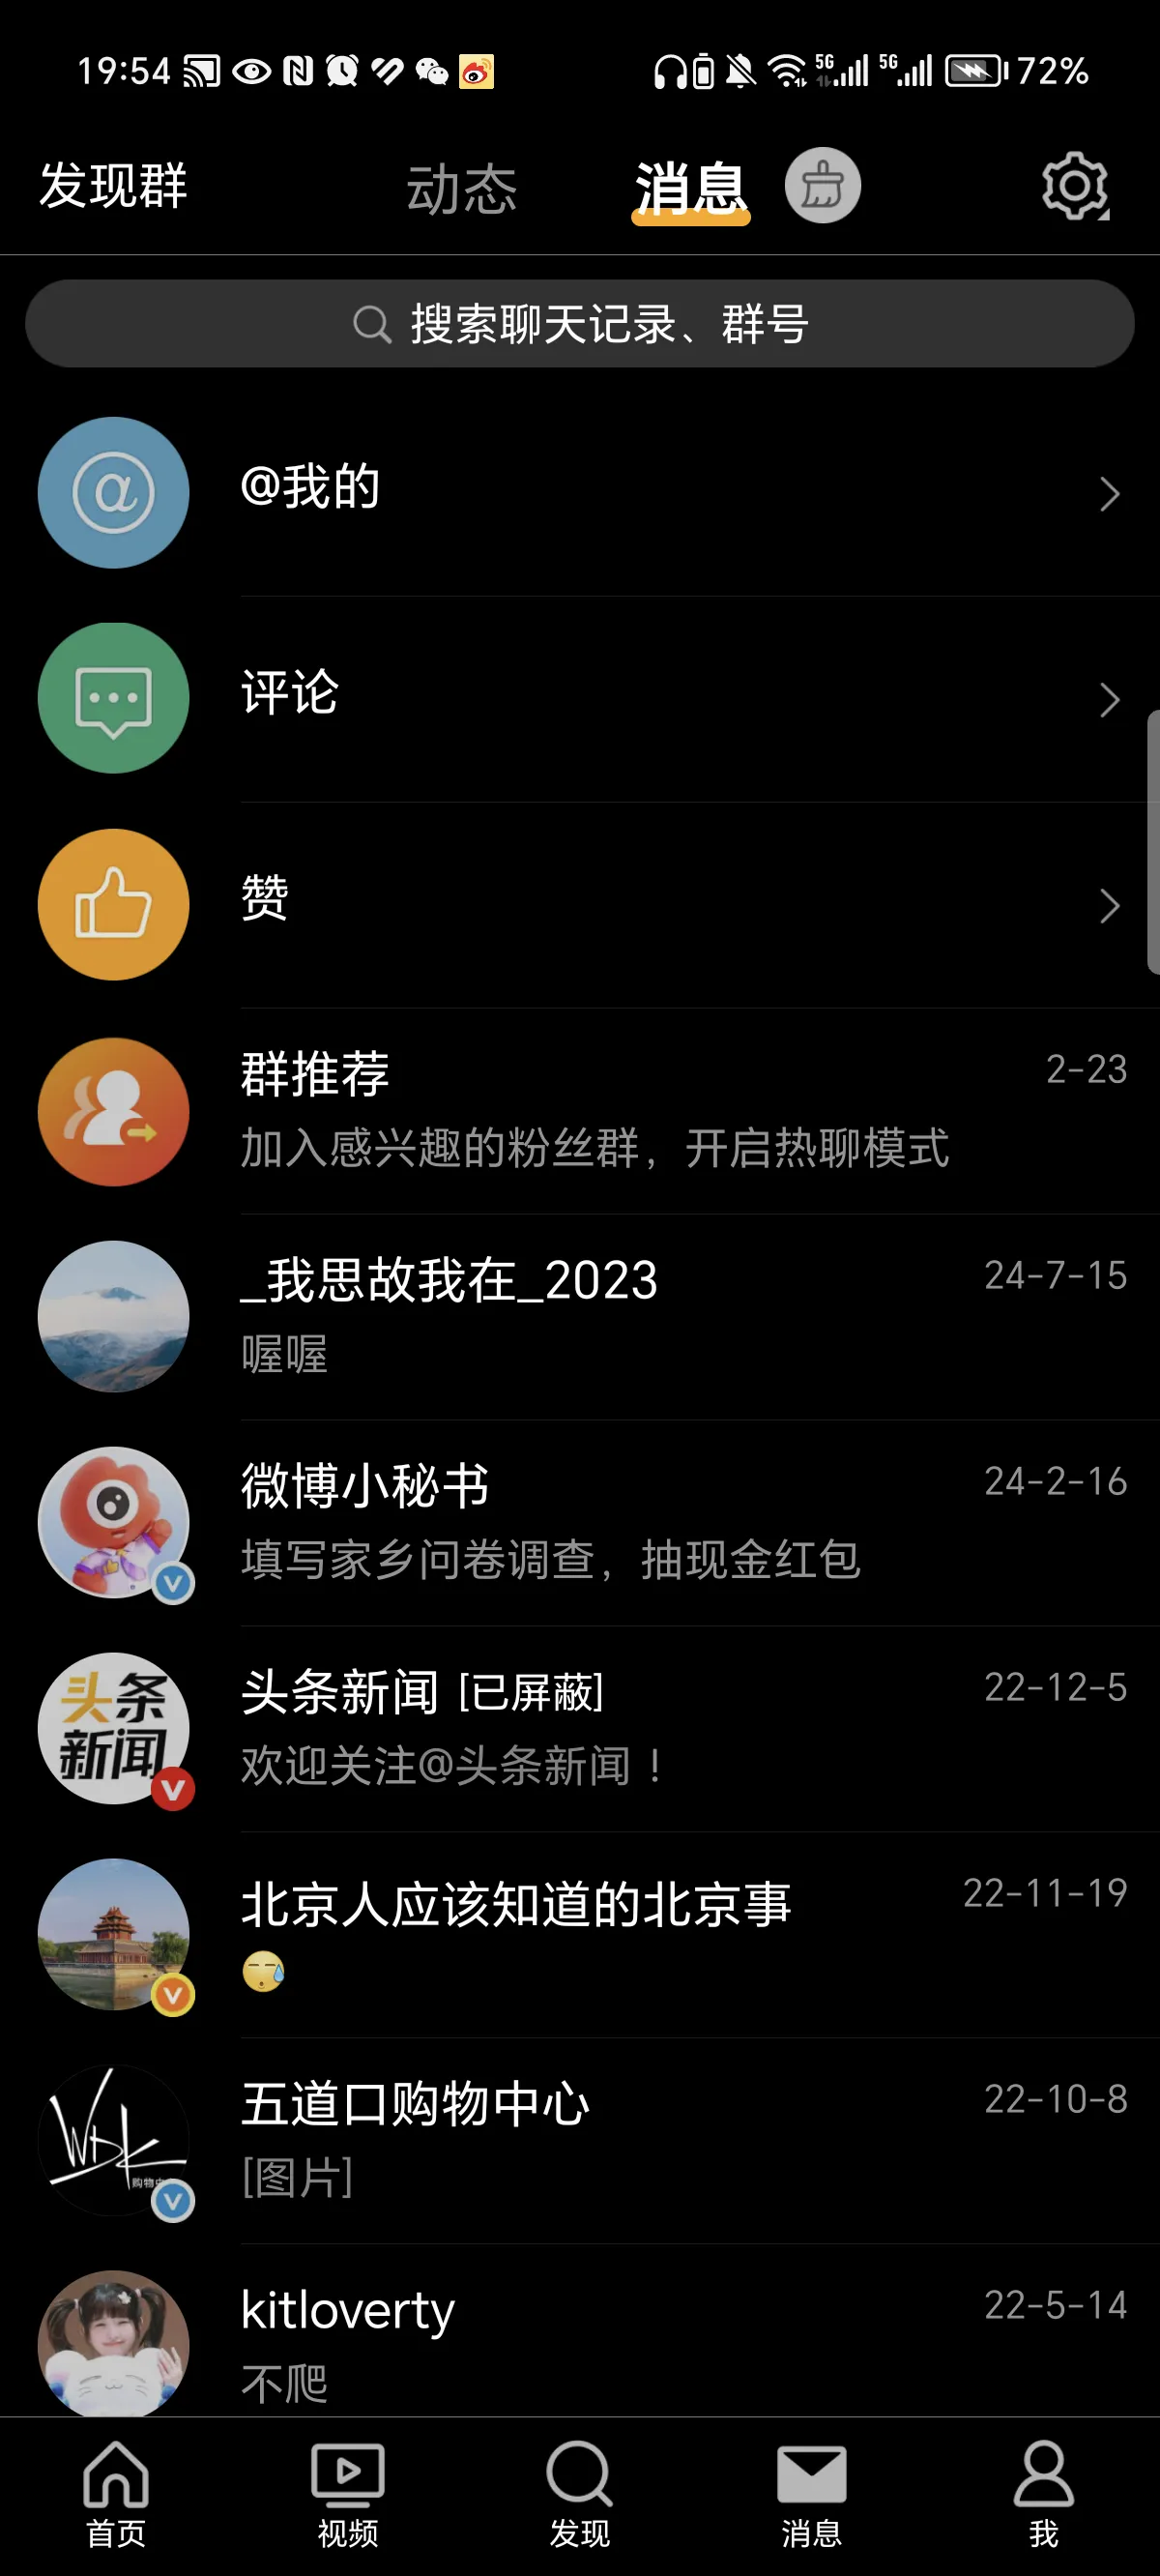 19:54 5G 5G 72%
发现群 动态 消息
搜索聊天记录、群号
@我的
评论
赞
群推荐 2-23
加入感兴趣的粉丝群，开启热聊模式
_我思故我在_2023 24-7-15
喔喔
微博小秘书 24-2-16
填写家乡问卷调查，抽现金红包
头条新闻 [已屏蔽] 22-12-5
欢迎关注@头条新闻！
头条
新闻
北京人应该知道的北京事 22-11-19
五道口购物中心 22-10-8
[图片]
kitloverty 22-5-14
不爬
首页 视频 发现 消息 我